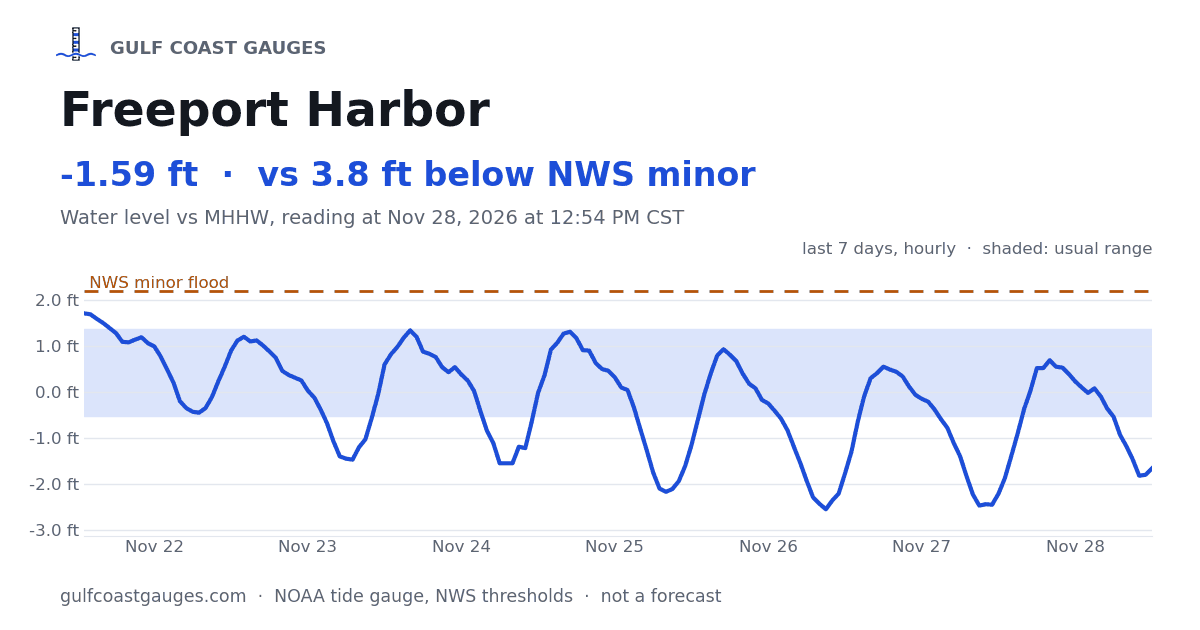 GULF COAST GAUGES
Freeport Harbor
-1.59 ft · vs 3.8 ft below NWS minor
Water level vs MHHW, reading at Nov 28, 2026 at 12:54 PM CST
last 7 days, hourly · shaded: usual range
NWS minor flood
2.0 ft
1.0 ft
0.0 ft
-1.0 ft
-2.0 ft
-3.0 ft
Nov 22 Nov 23 Nov 24 Nov 25 Nov 26 Nov 27 Nov 28
gulfcoastgauges.com · NOAA tide gauge, NWS thresholds · not a forecast